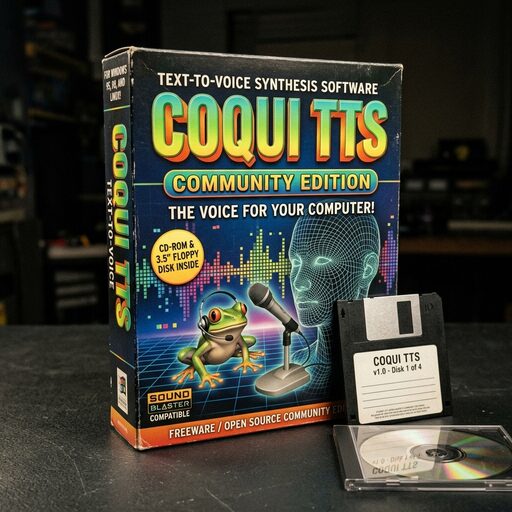 FOR WINDOWS
95, 98, AND
LINUX!
COQUI TTS
TEXT-TO-VOICE
TEXT-TO-VOICE SYNTHESIS SOFTWARE
COQUI TTS
COMMUNITY EDITION
THE VOICE FOR YOUR COMPUTER!
CD-ROM &
3.5" FLOPPY
DISK INSIDE
SOUND
BLASTER
COMPATIBLE
FREEWARE / OPEN SOURCE COMMUNITY
COQUI TTS
v1.0 - Disk 1 of 4
COQUI TTS